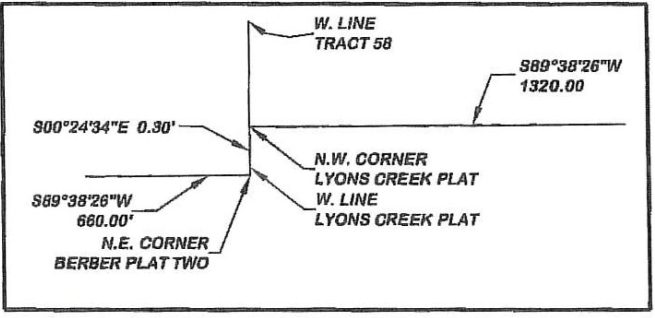 W. LINE
TRACT 58
S89°38'26"W
1320.00
S00°24'34"E 0.30'
N.W. CORNER
LYONS CREEK PLAT
S89°38'26"W
660.00'
W. LINE
LYONS CREEK PLAT
N.E. CORNER
BERBER PLAT TWO